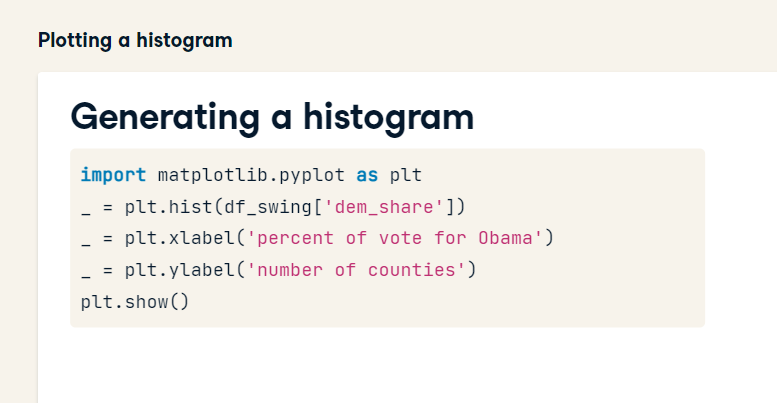 Plotting a histogram
Generating a histogram
import matplotlib.pyplot as plt
_ = plt.hist(df_swing['dem_share'])
_ = plt.xlabel('percent of vote for Obama')
_ = plt.ylabel('number of counties')
plt.show()